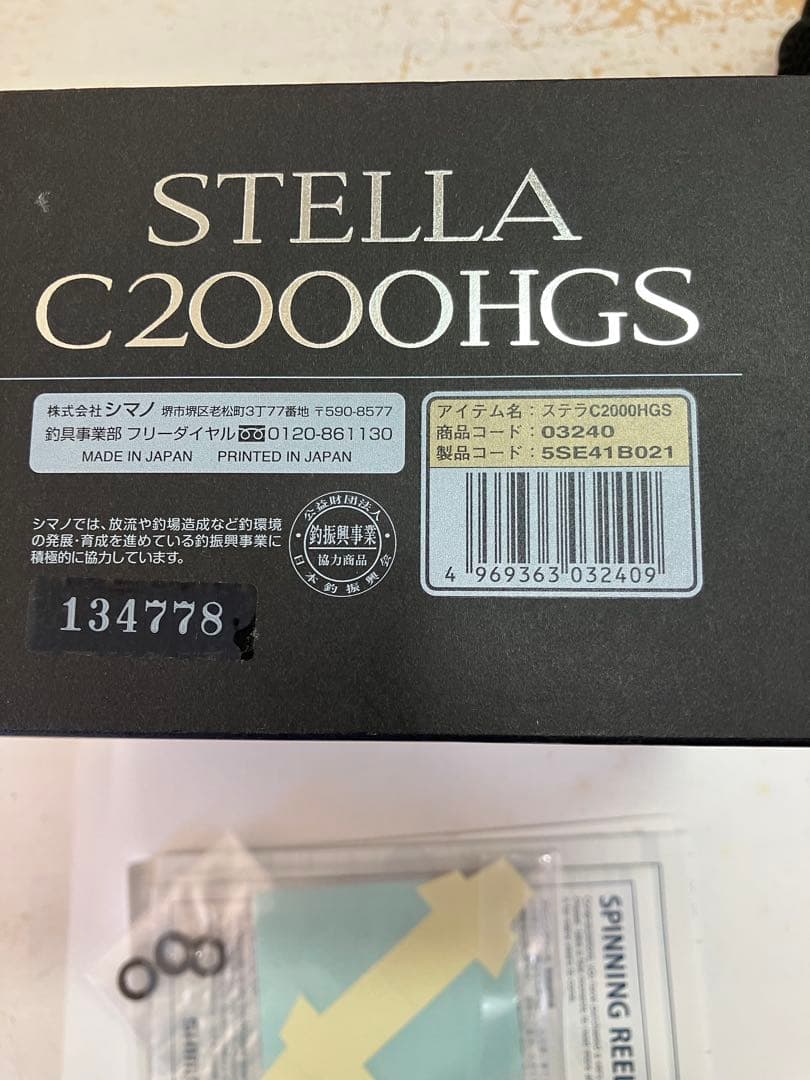 STELLA
C2000HGS
株式会社 シマノ 堺市堺区老松町3丁77番地 〒590-8577
釣具事業部 フリーダイヤル 0120-861130
MADE IN JAPAN PRINTED IN JAPAN
アイテム名：ステラC2000HGS
商品コード：03240
製品コード：5SE41B021
4 969363 032409
シマノでは、放流や釣場造成など釣環境
の発展・育成を進めている釣振興事業に
積極的に協力しています。
公益財団法人
釣振興事業
協力商品
日本釣振興会
134778
SPINNING REEL